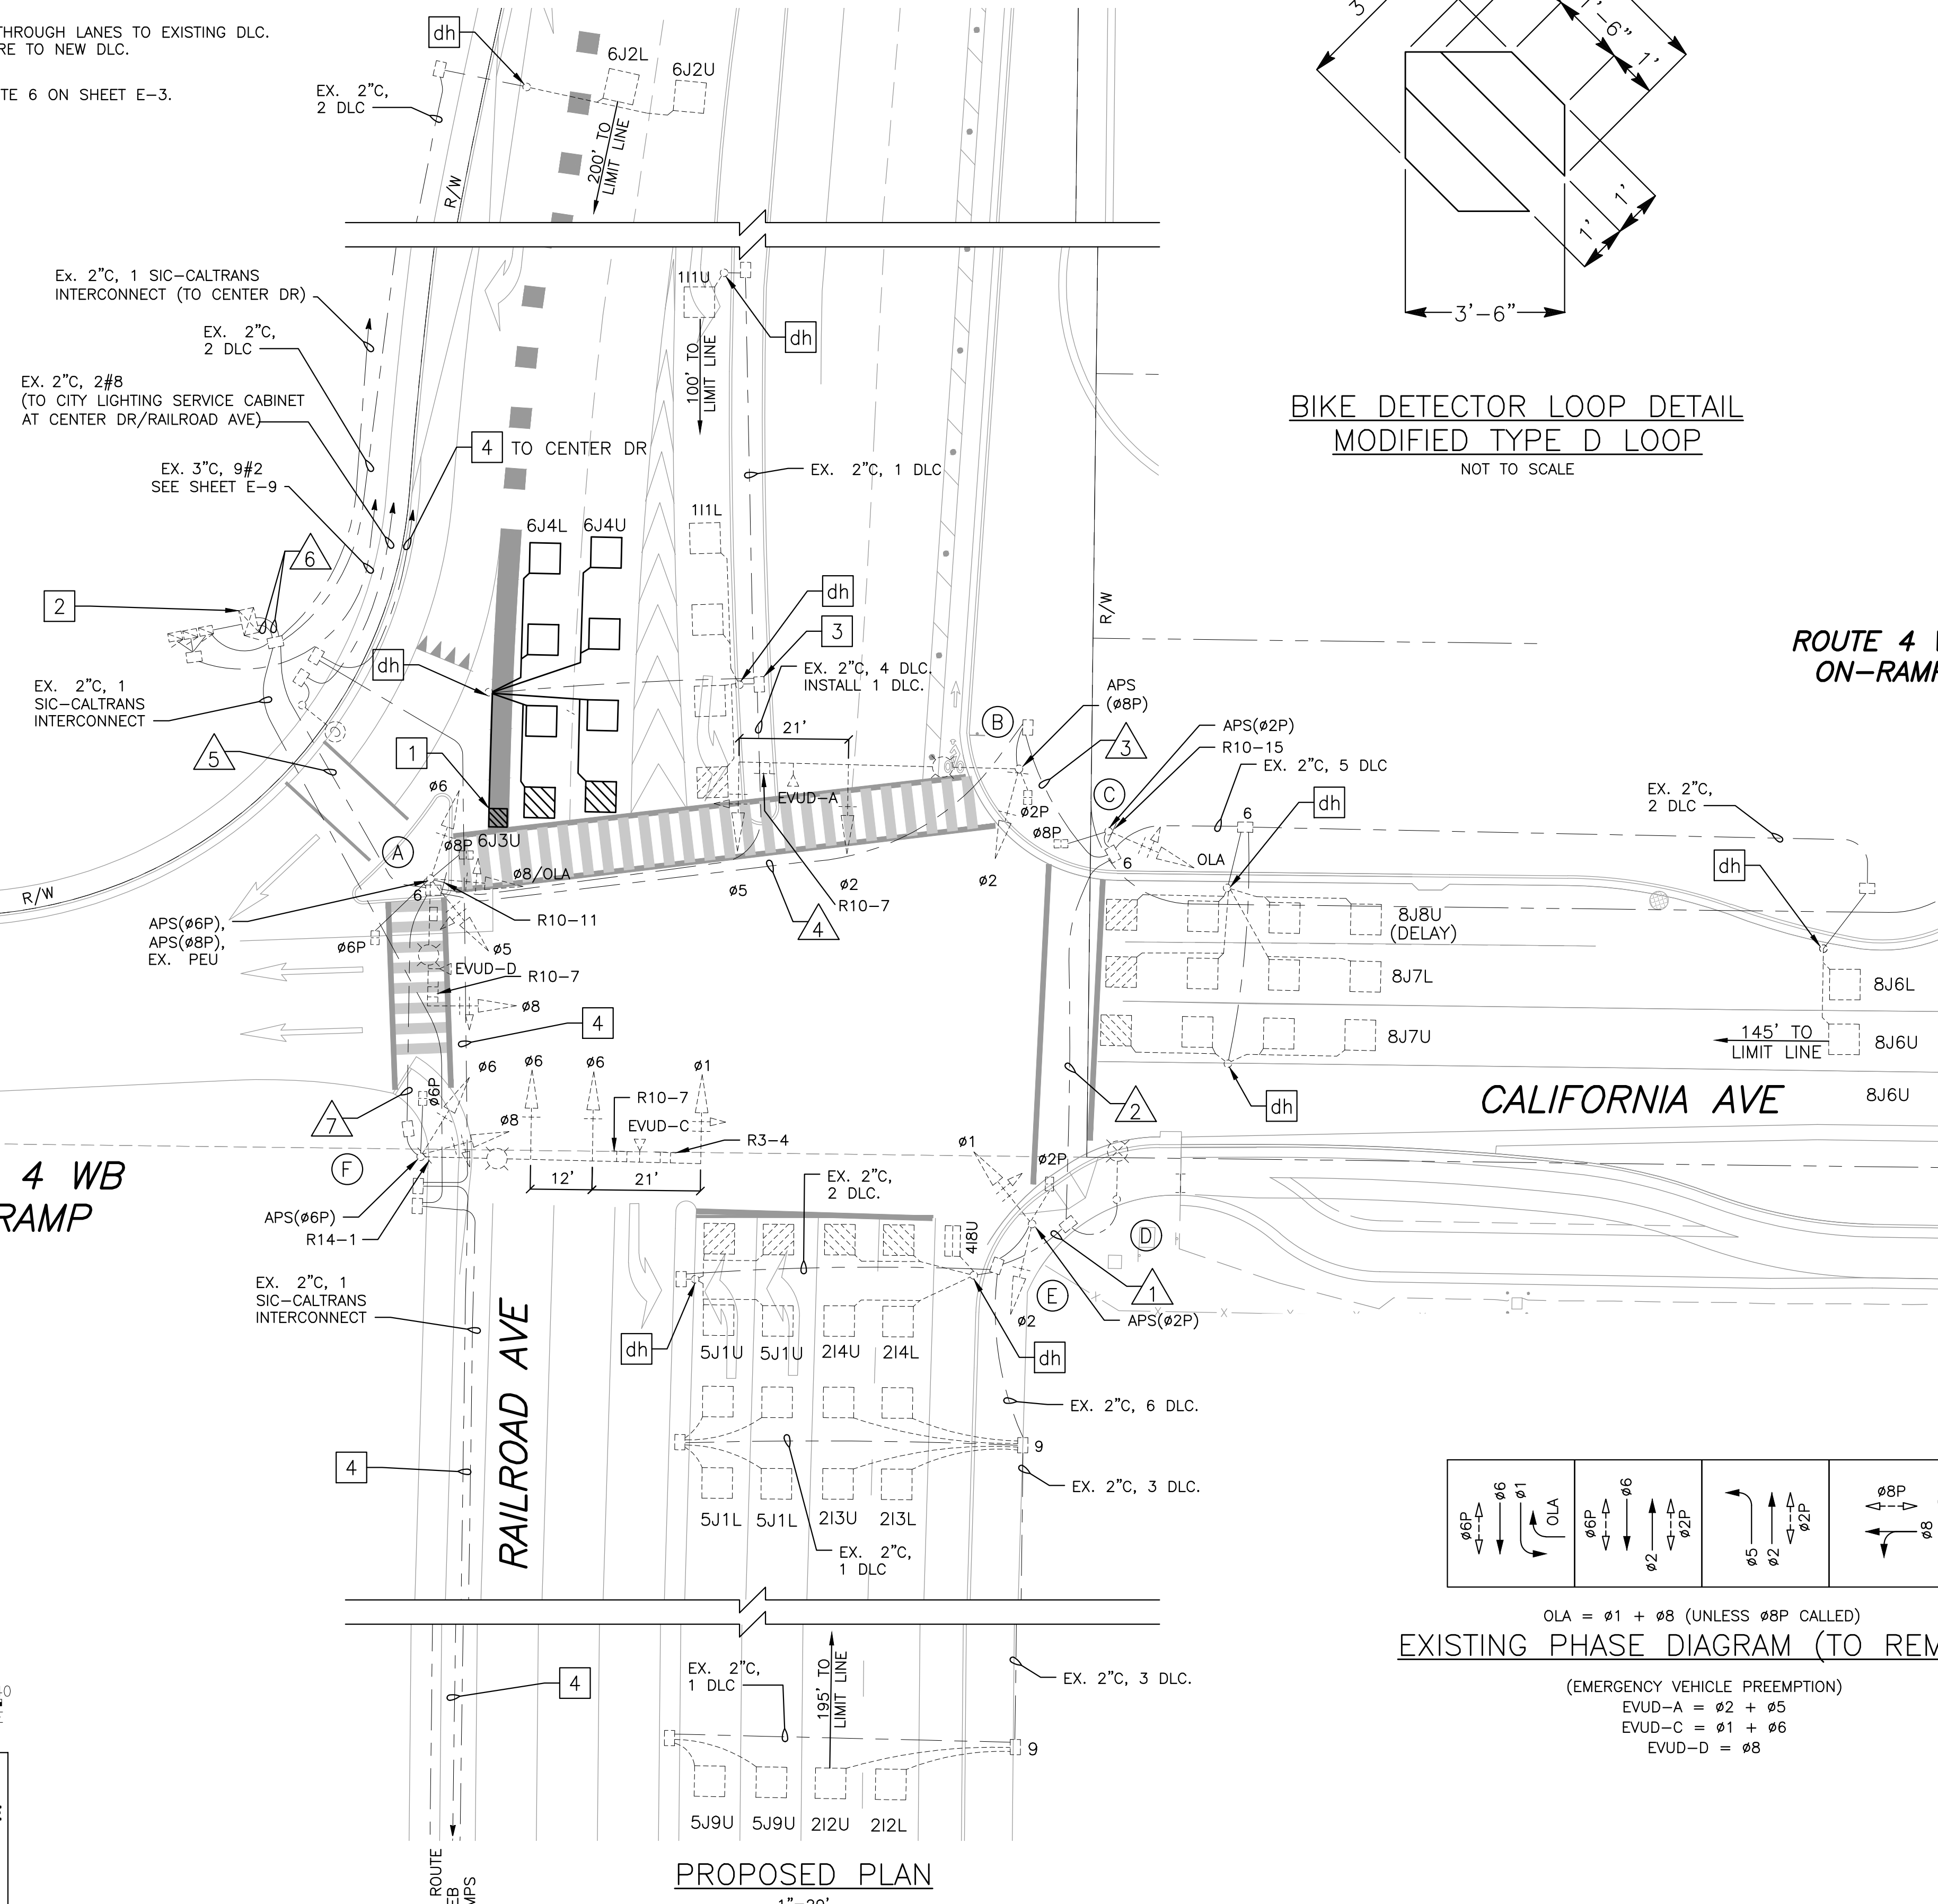 THROUGH LANES TO EXISTING DLC.
RE TO NEW DLC.
TE 6 ON SHEET E-3.
dh
6J2L
6J2U
EX. 2"C,
2 DLC
200' TO
LIMIT LINE
R/W
3
1'
1'
1'
3'-6"
BIKE DETECTOR LOOP DETAIL
MODIFIED TYPE D LOOP
NOT TO SCALE
Ex. 2"C, 1 SIC-CALTRANS
INTERCONNECT (TO CENTER DR)
EX. 2"C,
2 DLC
EX. 2"C, 2#8
(TO CITY LIGHTING SERVICE CABINET
AT CENTER DR/RAILROAD AVE)
EX. 3"C, 9#2
SEE SHEET E-9
4 TO CENTER DR
1I1U
dh
100' TO
LIMIT LINE
EX. 2"C, 1 DLC
1I1L
6J4L
6J4U
6
2
dh
dh
3
EX. 2"C, 4 DLC.
INSTALL 1 DLC.
R/W
ROUTE 4 W
ON-RAMP
EX. 2"C, 1
SIC-CALTRANS
INTERCONNECT
5
1
21'
B
APS
(ø8P)
3
APS(ø2P)
R10-15
EX. 2"C, 5 DLC
C
dh
EX. 2"C,
2 DLC
dh
ø6
EVUD-A
ø2P
ø8P
6
6
OLA
A
ø8P
6J3U
6
ø8/OLA
ø5
ø2
ø2
R10-7
4
R10-11
R/W
APS(ø6P),
APS(ø8P),
EX. PEU
ø6P
ø5
EVUD-D
R10-7
ø8
4
8J8U
(DELAY)
8J7L
8J7U
8J6L
8J6U
145' TO
LIMIT LINE
8J6U
dh
CALIFORNIA AVE
2
7
ø6P
ø6
ø6
ø6
ø1
ø8
R10-7
EVUD-C
R3-4
F
12'
21'
APS(ø6P)
R14-1
4 WB
RAMP
ø1
ø2P
EX. 2"C,
2 DLC.
4I8U
D
E
1
ø2
APS(ø2P)
dh
dh
EX. 2"C, 1
SIC-CALTRANS
INTERCONNECT
5J1U
5J1U
2I4U
2I4L
RAILROAD AVE
EX. 2"C, 6 DLC.
9
EX. 2"C, 3 DLC.
4
5J1L
5J1L
2I3U
2I3L
EX. 2"C,
1 DLC
ø6P
ø6
ø1
OLA
ø6P
ø6
ø2
ø2P
ø5
ø2
ø2P
ø8P
ø8
OLA = ø1 + ø8 (UNLESS ø8P CALLED)
EXISTING PHASE DIAGRAM (TO REM
(EMERGENCY VEHICLE PREEMPTION)
EVUD-A = ø2 + ø5
EVUD-C = ø1 + ø6
EVUD-D = ø8
4
EX. 2"C,
1 DLC
195' TO
LIMIT LINE
EX. 2"C, 3 DLC.
9
5J9U
5J9U
2I2U
2I2L
ROUTE
EB
MPS
PROPOSED PLAN